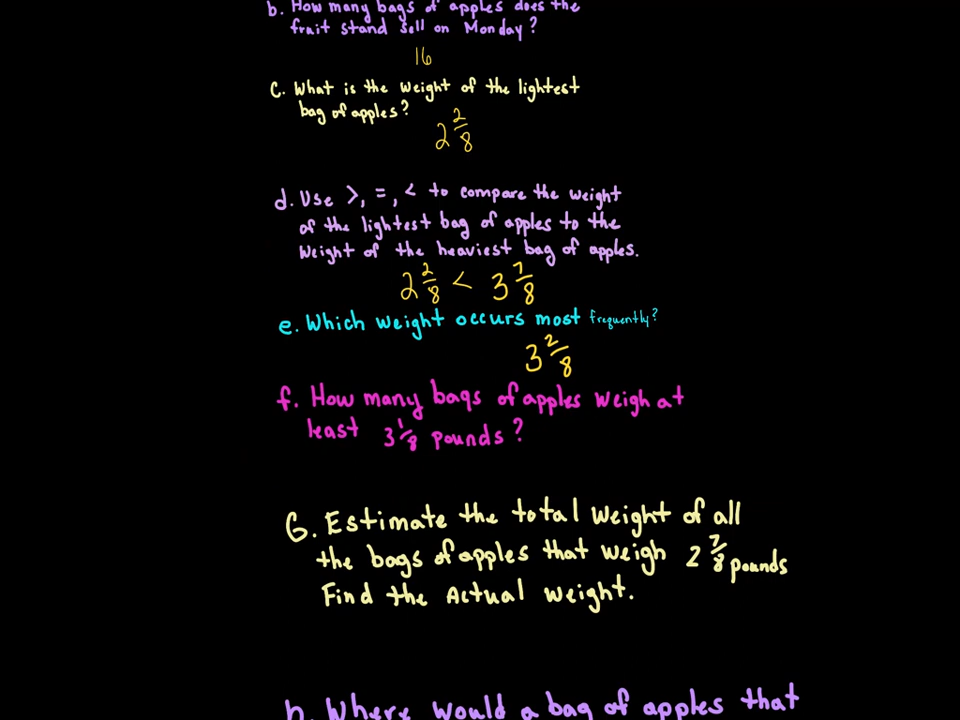 b. How many bags of apples does the
fruit stand sell on Monday?
16
C. What is the weight of the lightest
bag of apples?
2 2/8
d. Use >, =, < to compare the weight
of the lightest bag of apples to the
weight of the heaviest bag of apples.
2 2/8 < 3 7/8
e. Which weight occurs most frequently?
3 2/8
f. How many bags of apples weigh at
least 3 1/8 pounds?
G. Estimate the total weight of all
the bags of apples that weigh 2 7/8 pounds
Find the Actual weight.
h. Where would a bag of apples that